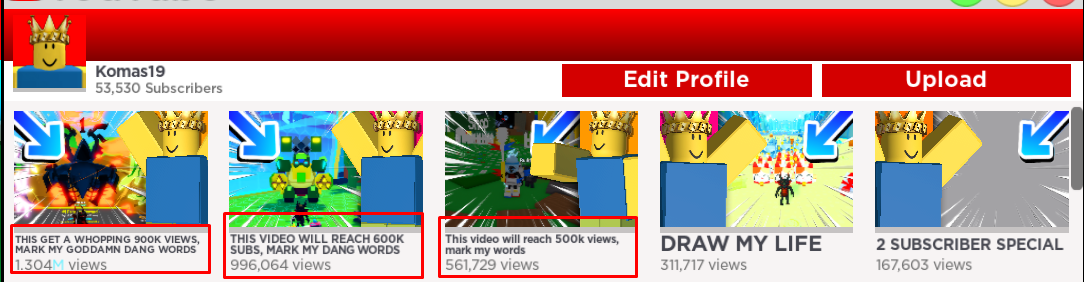 Komas19
53,530 Subscribers
Edit Profile
Upload
THIS GET A WHOPPING 900K VIEWS,
MARK MY GODDAMN DANG WORDS
1.304M views
THIS VIDEO WILL REACH 600K
SUBS, MARK MY DANG WORDS
996,064 views
This video will reach 500k views,
mark my words
561,729 views
DRAW MY LIFE
311,717 views
2 SUBSCRIBER SPECIAL
167,603 views